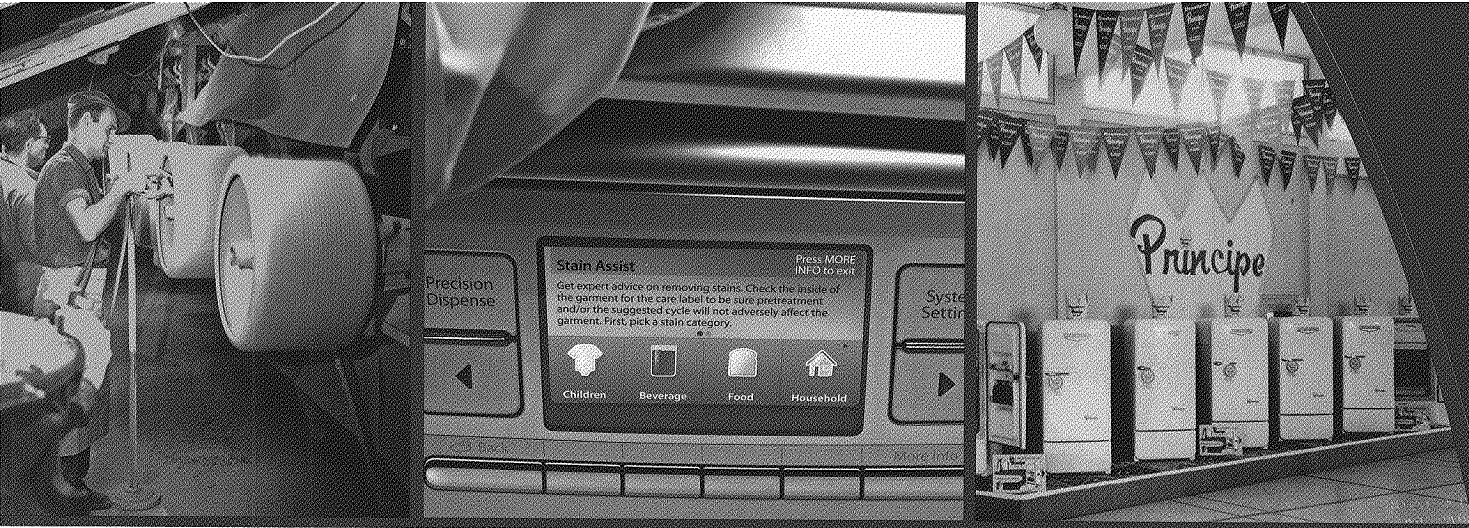 Precision
Dispense
Stain Assist
Press MORE
INFO to exit
Get expert advice on removing stains. Check the inside of
the garment for the care label to be sure pretreatment
and/or the suggested cycle will not adversely affect the
garment. First, pick a stain category.
Children
Beverage
Food
Household
More Info
Principe